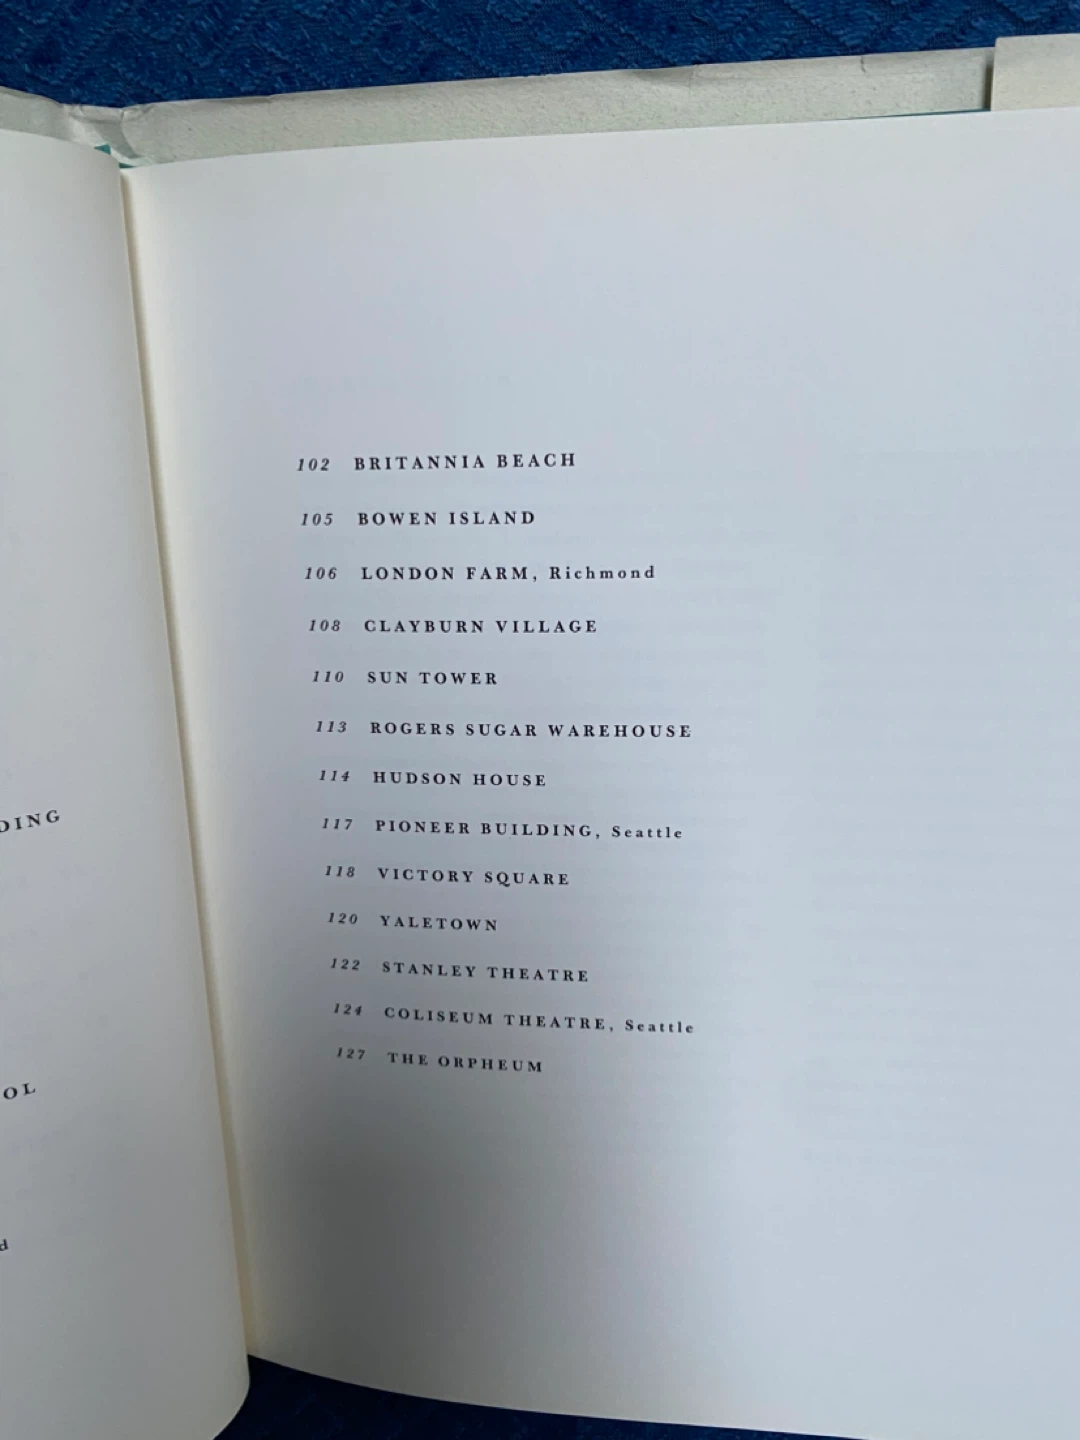 DING
OL
d
102 BRITANNIA BEACH
105 BOWEN ISLAND
106 LONDON FARM, Richmond
108 CLAYBURN VILLAGE
110 SUN TOWER
113 ROGERS SUGAR WAREHOUSE
114 HUDSON HOUSE
117 PIONEER BUILDING, Seattle
118 VICTORY SQUARE
120 YALETOWN
122 STANLEY THEATRE
124 COLISEUM THEATRE, Seattle
127 THE ORPHEUM